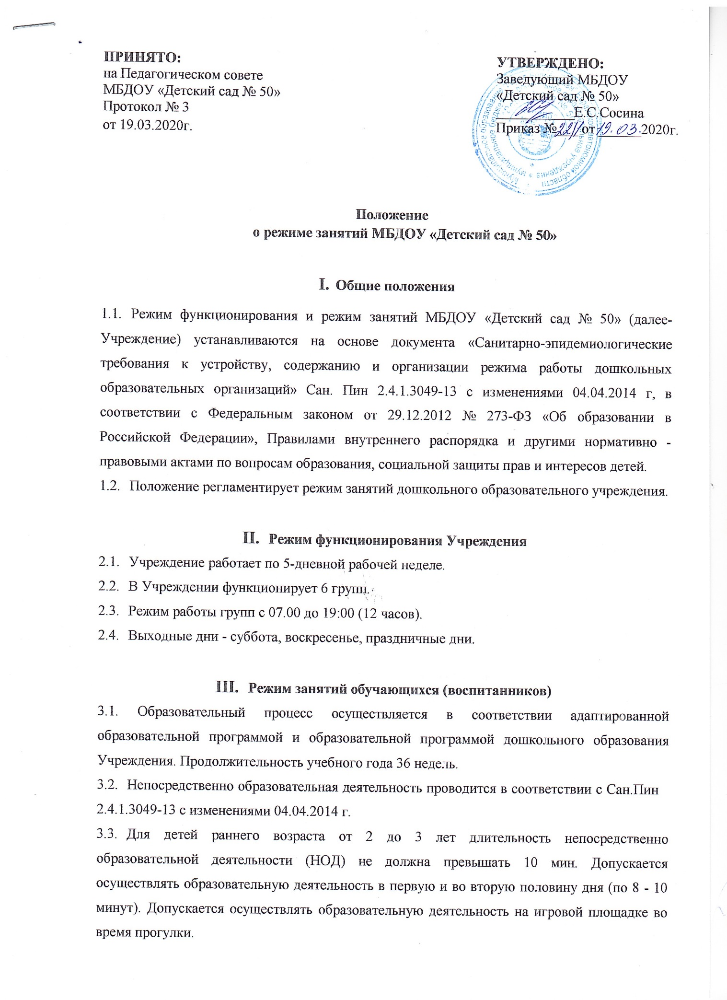 ПРИНЯТО:
на Педагогическом совете
МБДОУ «Детский сад № 50»
Протокол № 3
от 19.03.2020г.
УТВЕРЖДЕНО:
Заведующий МБДОУ
«Детский сад № 50»
Е.С.Сосина
Приказ № от 19.03.2020г.
Положение
о режиме занятий МБДОУ «Детский сад № 50»
I. Общие положения
1.1. Режим функционирования и режим занятий МБДОУ «Детский сад № 50» (далее-
Учреждение) устанавливаются на основе документа «Санитарно-эпидемиологические
требования к устройству, содержанию и организации режима работы дошкольных
образовательных организаций» Сан. Пин 2.4.1.3049-13 с изменениями 04.04.2014 г, в
соответствии с Федеральным законом от 29.12.2012 № 273-ФЗ «Об образовании в
Российской Федерации», Правилами внутреннего распорядка и другими нормативно -
правовыми актами по вопросам образования, социальной защиты прав и интересов детей.
1.2. Положение регламентирует режим занятий дошкольного образовательного учреждения.
II. Режим функционирования Учреждения
2.1. Учреждение работает по 5-дневной рабочей неделе.
2.2. В Учреждении функционирует 6 групп.
2.3. Режим работы групп с 07.00 до 19:00 (12 часов).
2.4. Выходные дни - суббота, воскресенье, праздничные дни.
III. Режим занятий обучающихся (воспитанников)
3.1. Образовательный процесс осуществляется в соответствии адаптированной
образовательной программой и образовательной программой дошкольного образования
Учреждения. Продолжительность учебного года 36 недель.
3.2. Непосредственно образовательная деятельность проводится в соответствии с Сан.Пин
2.4.1.3049-13 с изменениями 04.04.2014 г.
3.3. Для детей раннего возраста от 2 до 3 лет длительность непосредственно
образовательной деятельности (НОД) не должна превышать 10 мин. Допускается
осуществлять образовательную деятельность в первую и во вторую половину дня (по 8 - 10
минут). Допускается осуществлять образовательную деятельность на игровой площадке во
время прогулки.